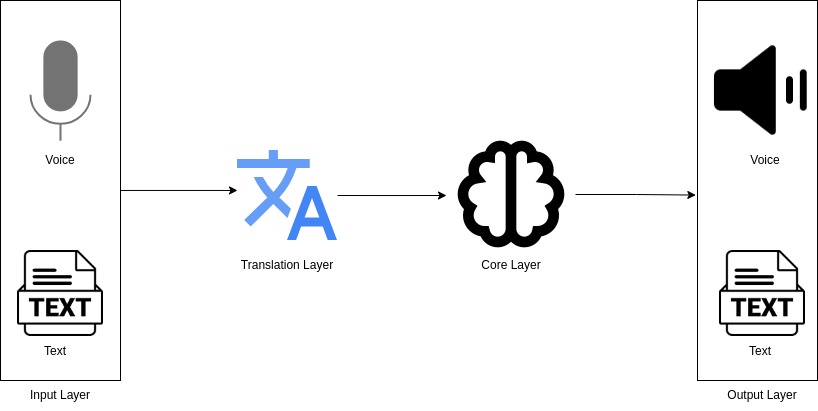 Voice
TEXT
Text
Input Layer
文A
Translation Layer
Core Layer
Voice
TEXT
Text
Output Layer